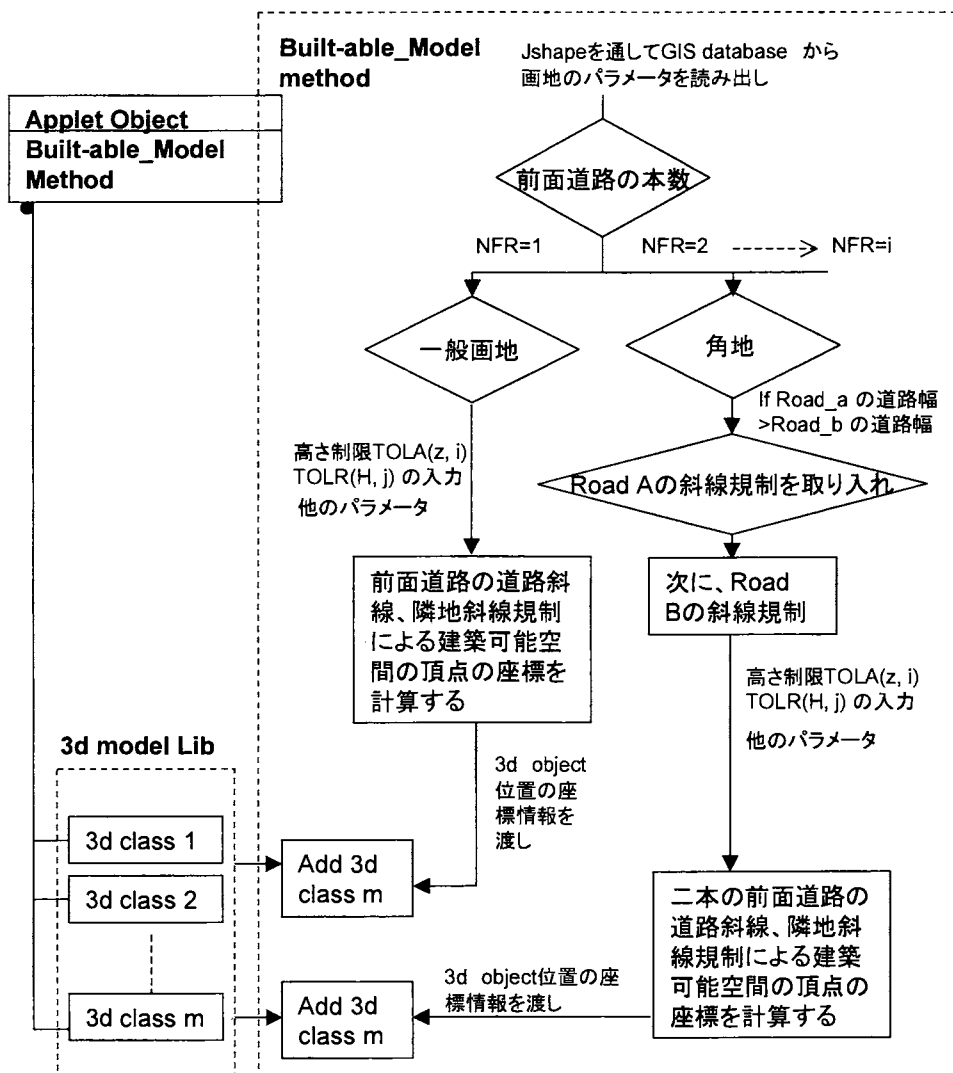 Built-able_Model
method
Jshapeを通してGIS database から
画地のパラメータを読み出し
Applet Object
Built-able_Model
Method
前面道路の本数
NFR=1
NFR=2
NFR=i
一般画地
角地
If Road_a の道路幅
>Road_b の道路幅
高さ制限TOLA(z, i)
TOLR(H, j) の入力
他のパラメータ
Road Aの斜線規制を取り入れ
前面道路の道路斜
線、隣地斜線規制
による建築可能空
間の頂点の座標を
計算する
次に、Road
Bの斜線規制
高さ制限TOLA(z, i)
TOLR(H, j) の入力
他のパラメータ
3d model Lib
3d class 1
3d class 2
3d class m
3d object
位置の座
標情報を
渡し
Add 3d
class m
二本の前面道路の
道路斜線、隣地斜
線規制による建築
可能空間の頂点の
座標を計算する
3d object位置の座
標情報を渡し
Add 3d
class m